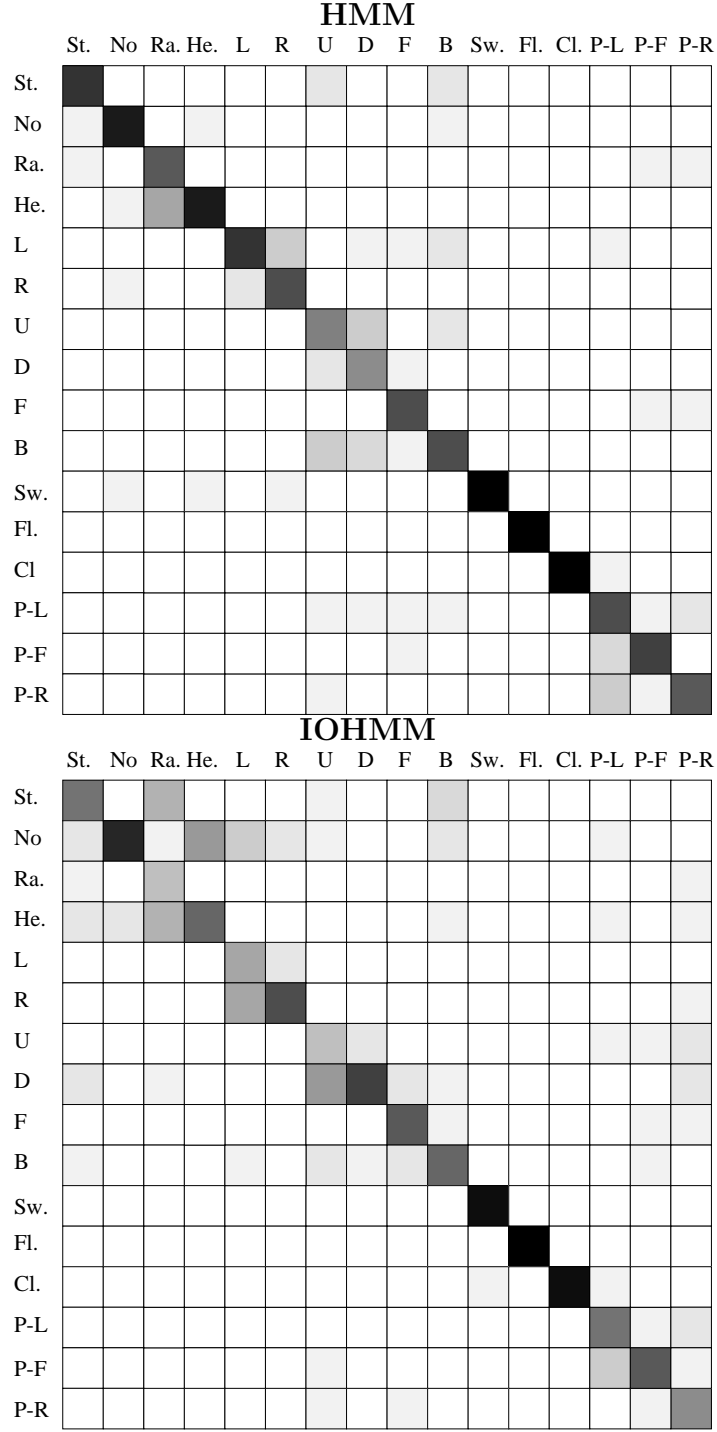 HMM
St. No Ra. He. L R U D F B Sw. Fl. Cl. P-L P-F P-R
St.
No
Ra.
He.
L
R
U
D
F
B
Sw.
Fl.
Cl
P-L
P-F
P-R
IOHMM
St. No Ra. He. L R U D F B Sw. Fl. Cl. P-L P-F P-R
St.
No
Ra.
He.
L
R
U
D
F
B
Sw.
Fl.
Cl.
P-L
P-F
P-R